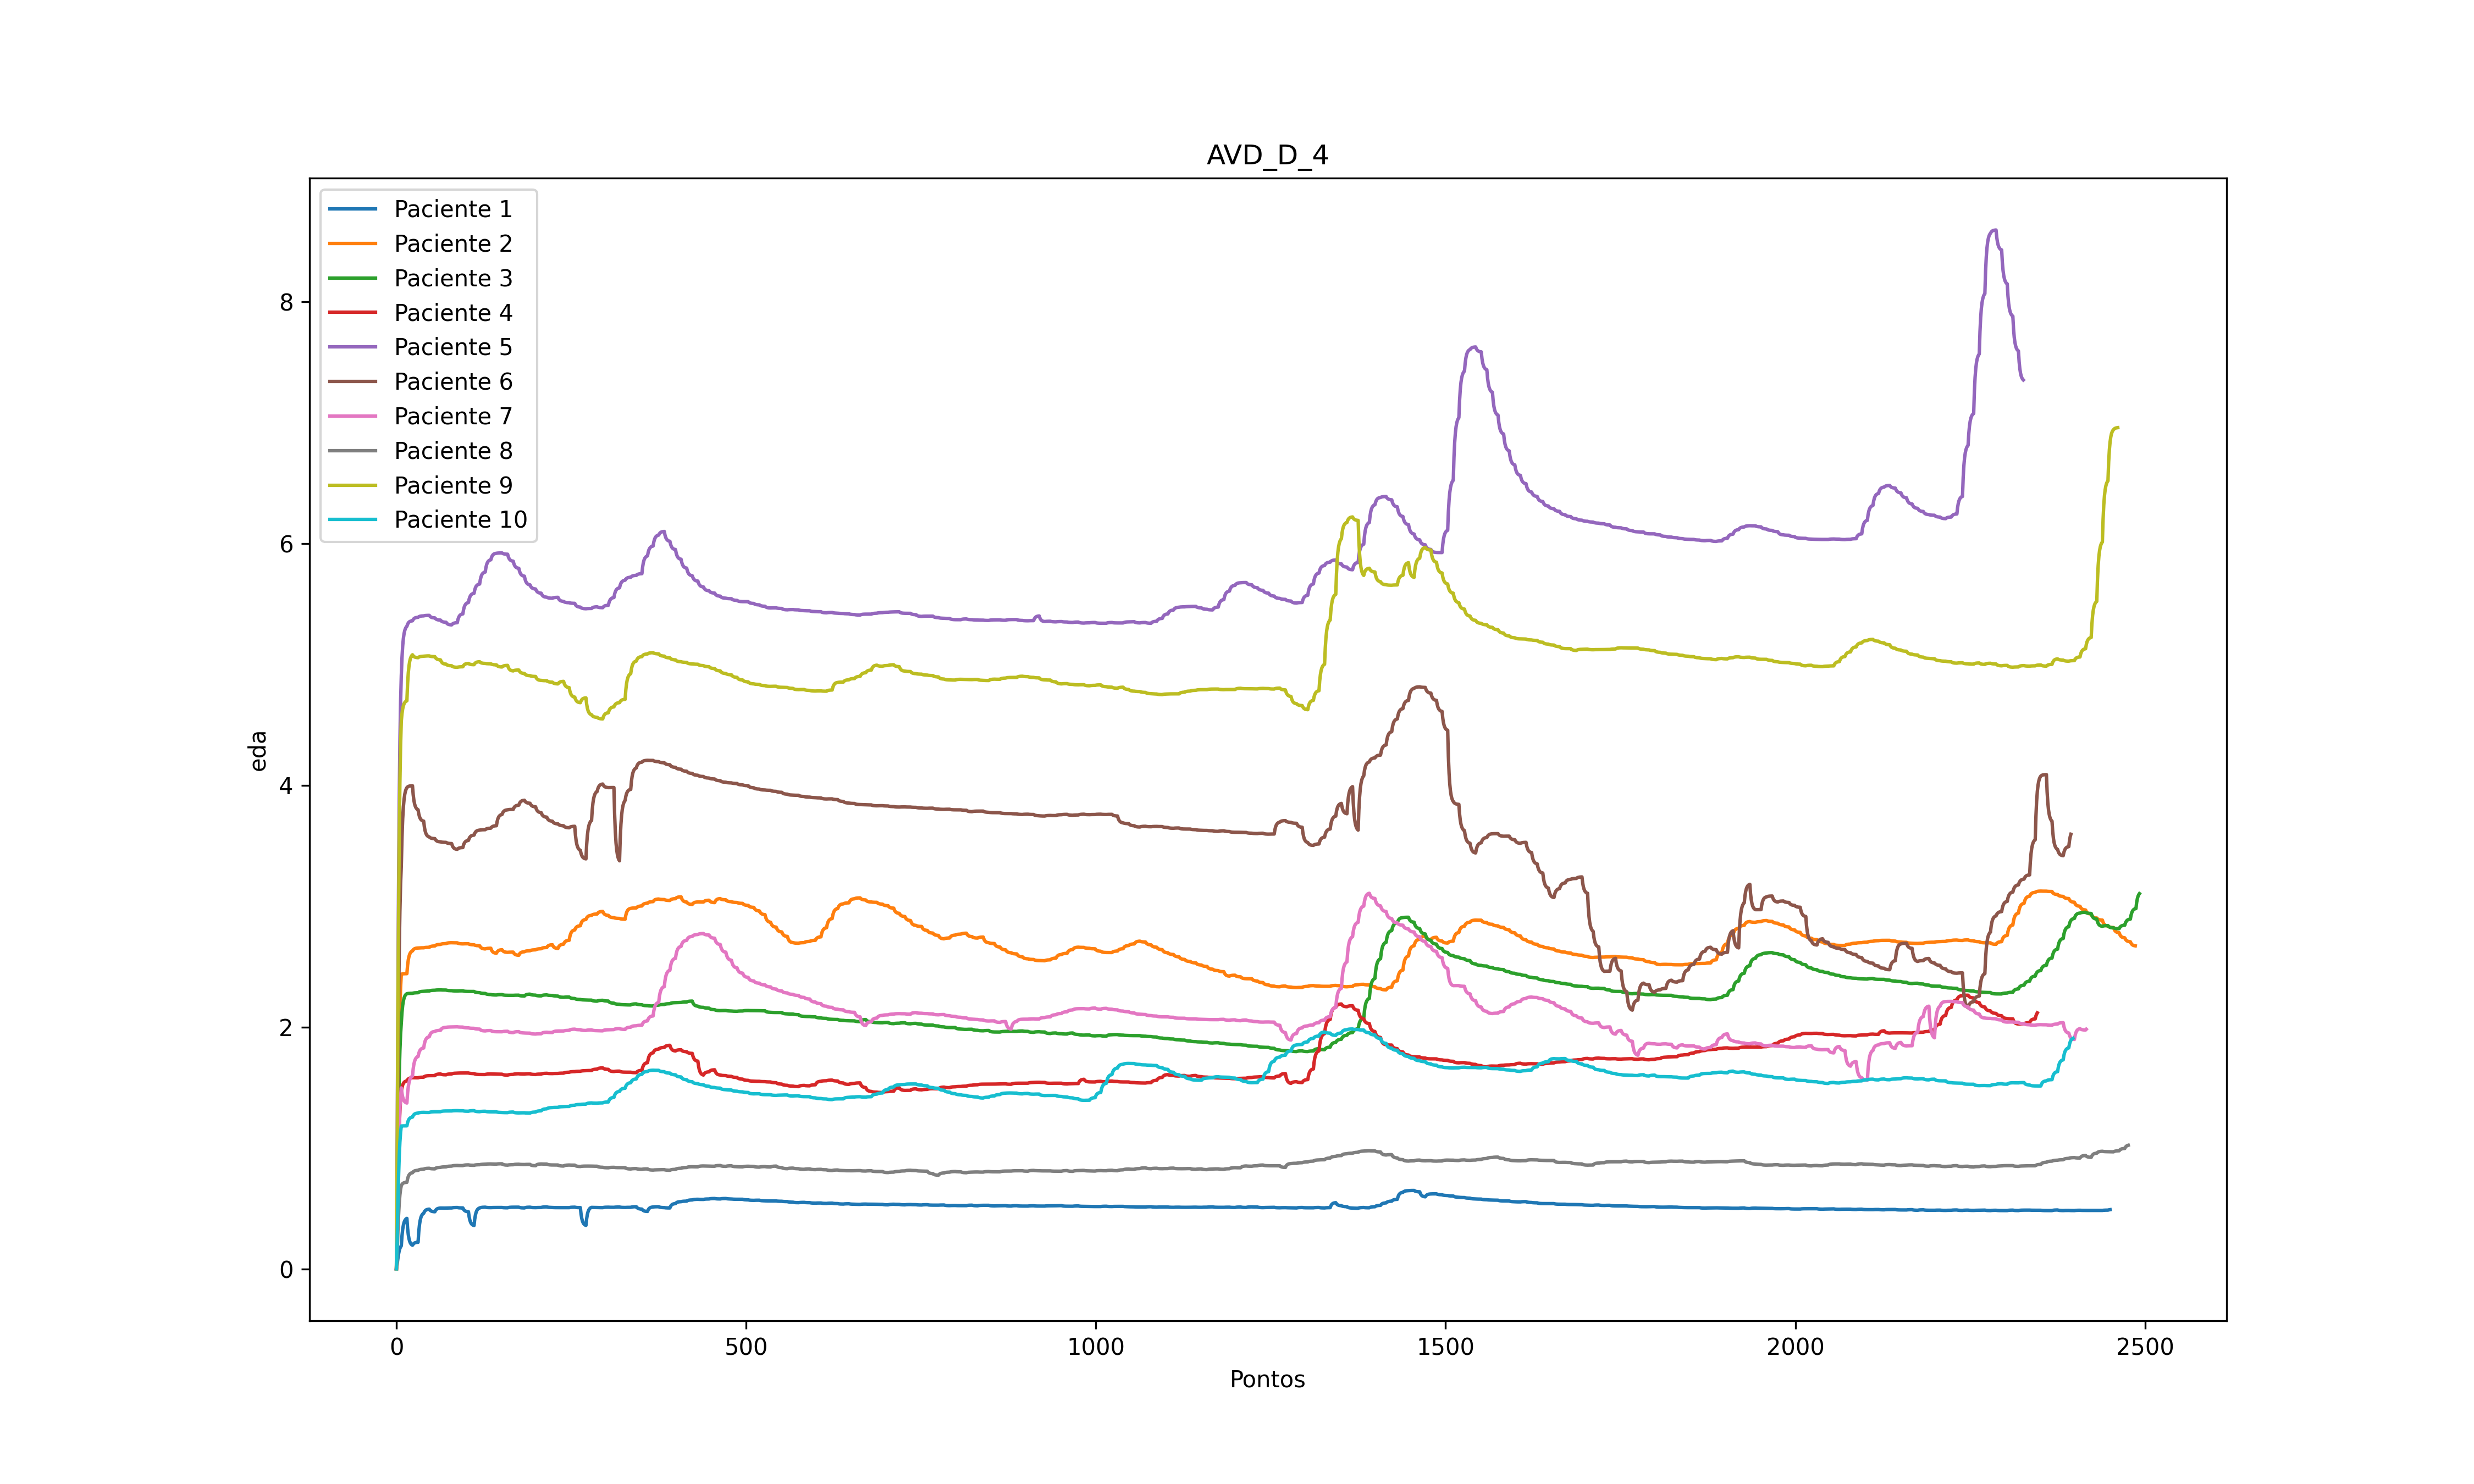 AVD_D_4
Paciente 1
Paciente 2
Paciente 3
Paciente 4
Paciente 5
Paciente 6
Paciente 7
Paciente 8
Paciente 9
Paciente 10
eda
8
6
4
2
0
0 500 1000 1500 2000 2500
Pontos